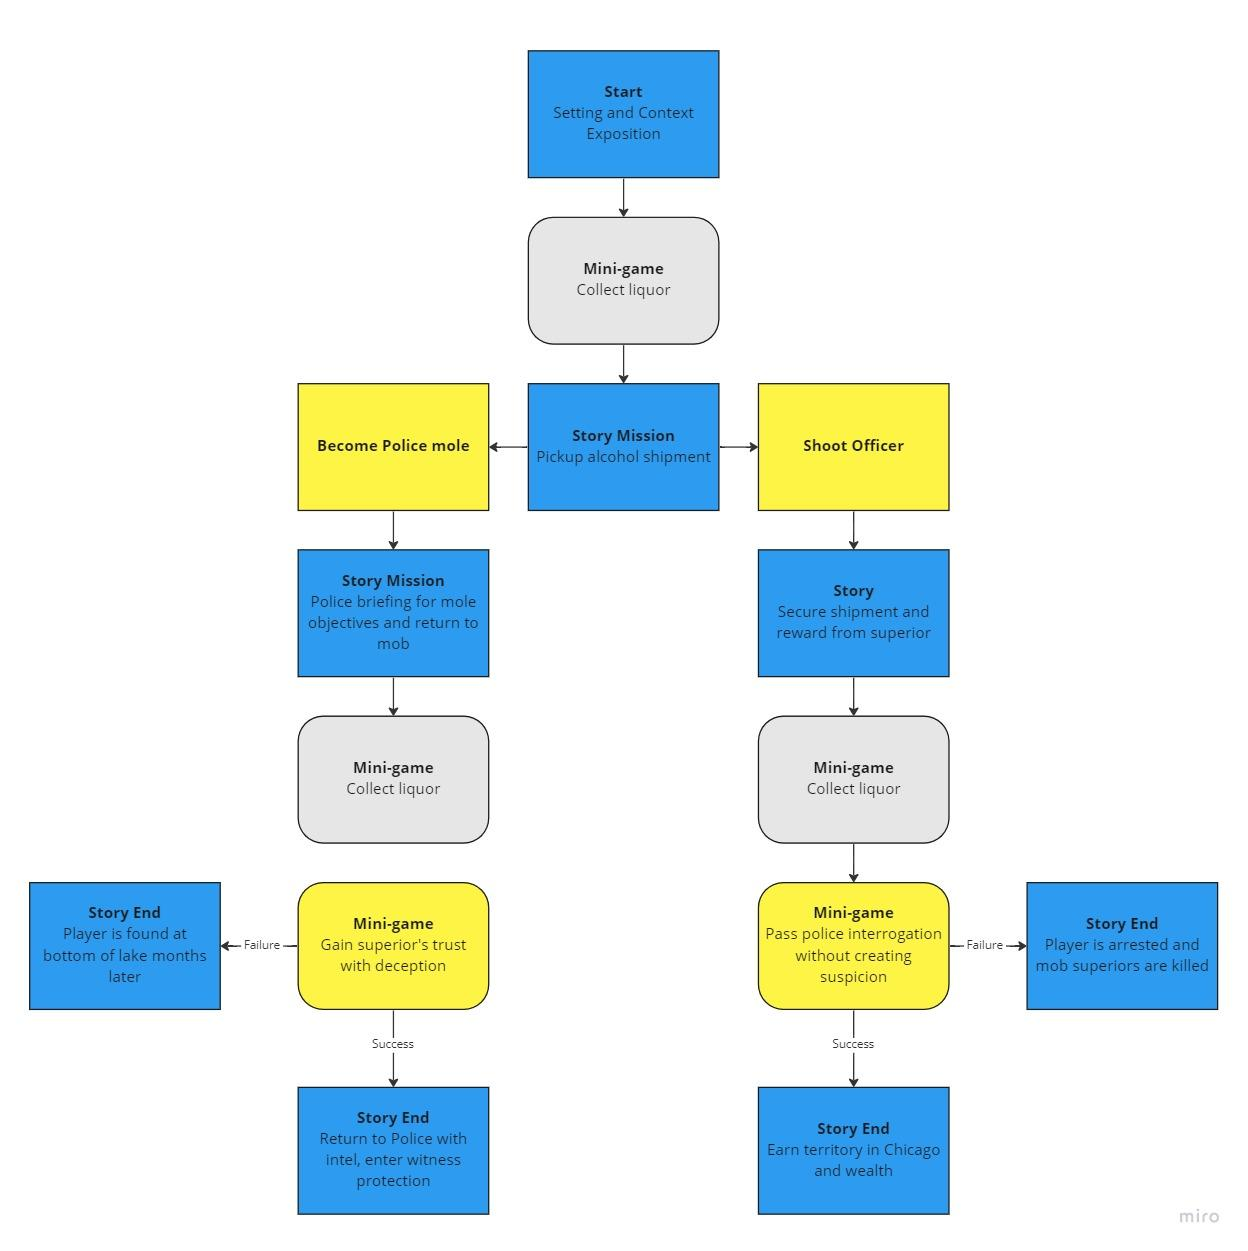 Start
Setting and Context
Exposition
Mini-game
Collect liquor
Become Police mole
Story Mission
Pickup alcohol shipment
Shoot Officer
Story Mission
Police briefing for mole
objectives and return to
mob
Story
Secure shipment and
reward from superior
Mini-game
Collect liquor
Mini-game
Collect liquor
Story End
Player is found at
bottom of lake months
later
Failure
Mini-game
Gain superior's trust
with deception
Mini-game
Pass police interrogation
without creating
suspicion
Failure
Story End
Player is arrested and
mob superiors are killed
Success
Success
Story End
Return to Police with
intel, enter witness
protection
Story End
Earn territory in Chicago
and wealth
miro